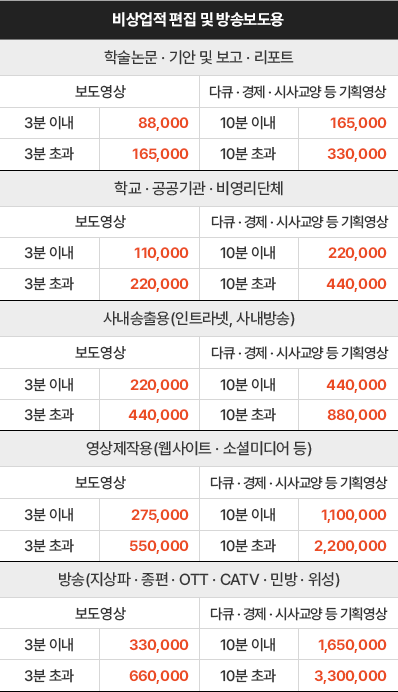 비상업적 편집 및 방송보도용
학술논문 · 기안 및 보고 · 리포트
보도영상 다큐 · 경제 · 시사교양 등 기획영상
3분 이내 88,000 10분 이내 165,000
3분 초과 165,000 10분 초과 330,000
학교 · 공공기관 · 비영리단체
보도영상 다큐 · 경제 · 시사교양 등 기획영상
3분 이내 110,000 10분 이내 220,000
3분 초과 220,000 10분 초과 440,000
사내송출용(인트라넷, 사내방송)
보도영상 다큐 · 경제 · 시사교양 등 기획영상
3분 이내 220,000 10분 이내 440,000
3분 초과 440,000 10분 초과 880,000
영상제작용(웹사이트 · 소셜미디어 등)
보도영상 다큐 · 경제 · 시사교양 등 기획영상
3분 이내 275,000 10분 이내 1,100,000
3분 초과 550,000 10분 초과 2,200,000
방송(지상파 · 종편 · OTT · CATV · 민방 · 위성)
보도영상 다큐 · 경제 · 시사교양 등 기획영상
3분 이내 330,000 10분 이내 1,650,000
3분 초과 660,000 10분 초과 3,300,000